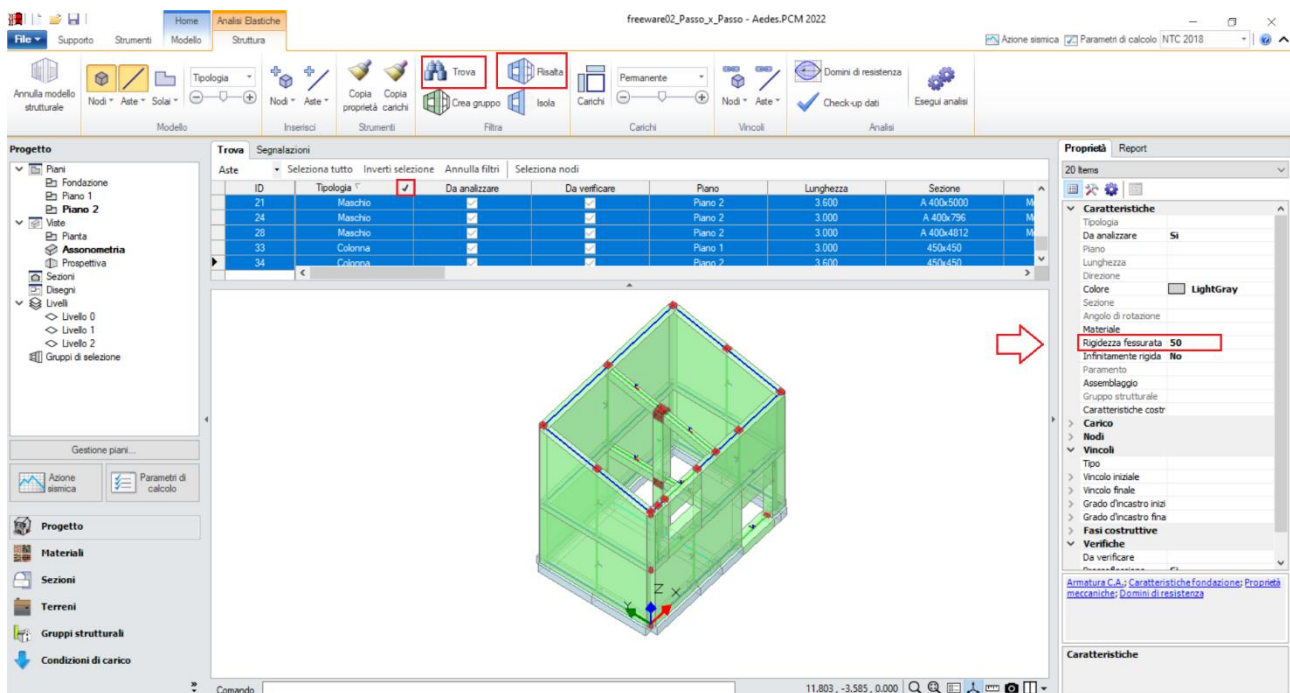 Home
Analisi Elastiche
freeware02_Passo_x_Passo - Aedes.PCM 2022
File
Supporto
Strumenti
Modello
Struttura
Azione sismica
Parametri di calcolo
NTC 2018
Annulla modello strutturale
Nodi
Aste
Solai
Tipologia
Nodi
Aste
Copia proprietà
Copia carichi
Trova
Crea gruppo
Risalta
Isola
Carichi
Permanente
Nodi
Aste
Domini di resistenza
Check-up dati
Esegui analisi
Modello
Inserisci
Strumenti
Filtra
Carichi
Vincoli
Analisi
Progetto
Piani
Fondazione
Piano 1
Piano 2
Viste
Pianta
Assonometria
Prospettiva
Sezioni
Disegni
Livelli
Livello 0
Livello 1
Livello 2
Gruppi di selezione
Gestione piani...
Azione sismica
Parametri di calcolo
Progetto
Materiali
Sezioni
Terreni
Gruppi strutturali
Condizioni di carico
Trova Segnalazioni
Aste Seleziona tutto Inverti selezione Annulla filtri Seleziona nodi
ID Tipologia Da analizzare Da verificare Piano Lunghezza Sezione
21 Maschio Piano 2 3.600 A 400x5000
24 Maschio Piano 2 3.000 A 400x796
28 Maschio Piano 2 3.000 A 400x4812
33 Colonna Piano 1 3.000 450x450
34 Colonna Piano 2 3.600 450x450
Z
X
Y
Comando
11.803 , -3.585 , 0.000
Proprietà Report
20 Items
Caratteristiche
Tipologia
Da analizzare Sì
Piano
Lunghezza
Direzione
Colore LightGray
Sezione
Angolo di rotazione
Materiale
Rigidezza fessurata 50
Infinitamente rigida No
Paramento
Assemblaggio
Gruppo strutturale
Caratteristiche costr
Carico
Nodi
Vincoli
Tipo
Vincolo iniziale
Vincolo finale
Grado d'incastro inizi
Grado d'incastro fina
Fasi costruttive
Verifiche
Da verificare
Armatura C.A.; Caratteristiche fondazione; Proprietà
meccaniche; Domini di resistenza
Caratteristiche